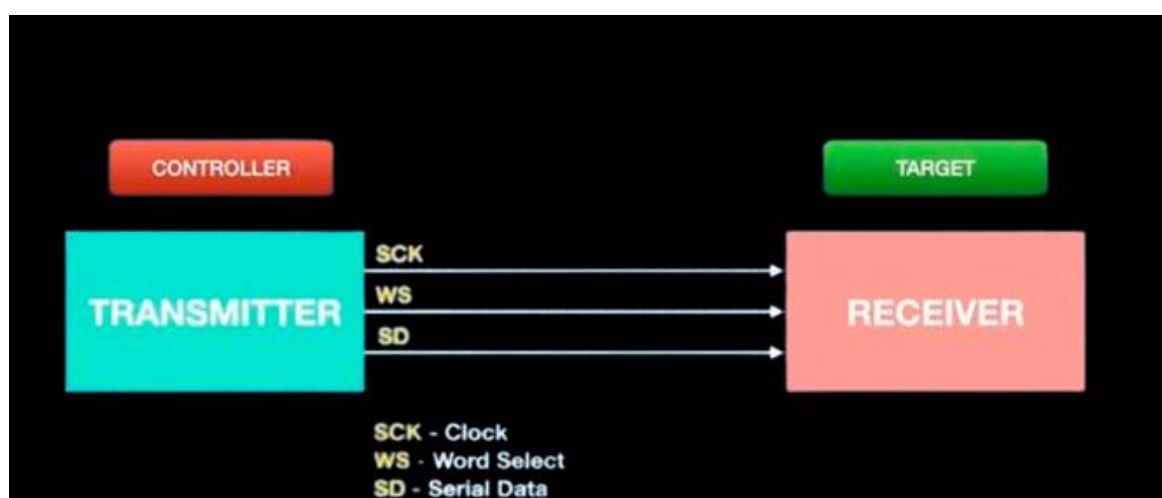 CONTROLLER
TARGET
TRANSMITTER
SCK
WS
SD
RECEIVER
SCK - Clock
WS - Word Select
SD - Serial Data